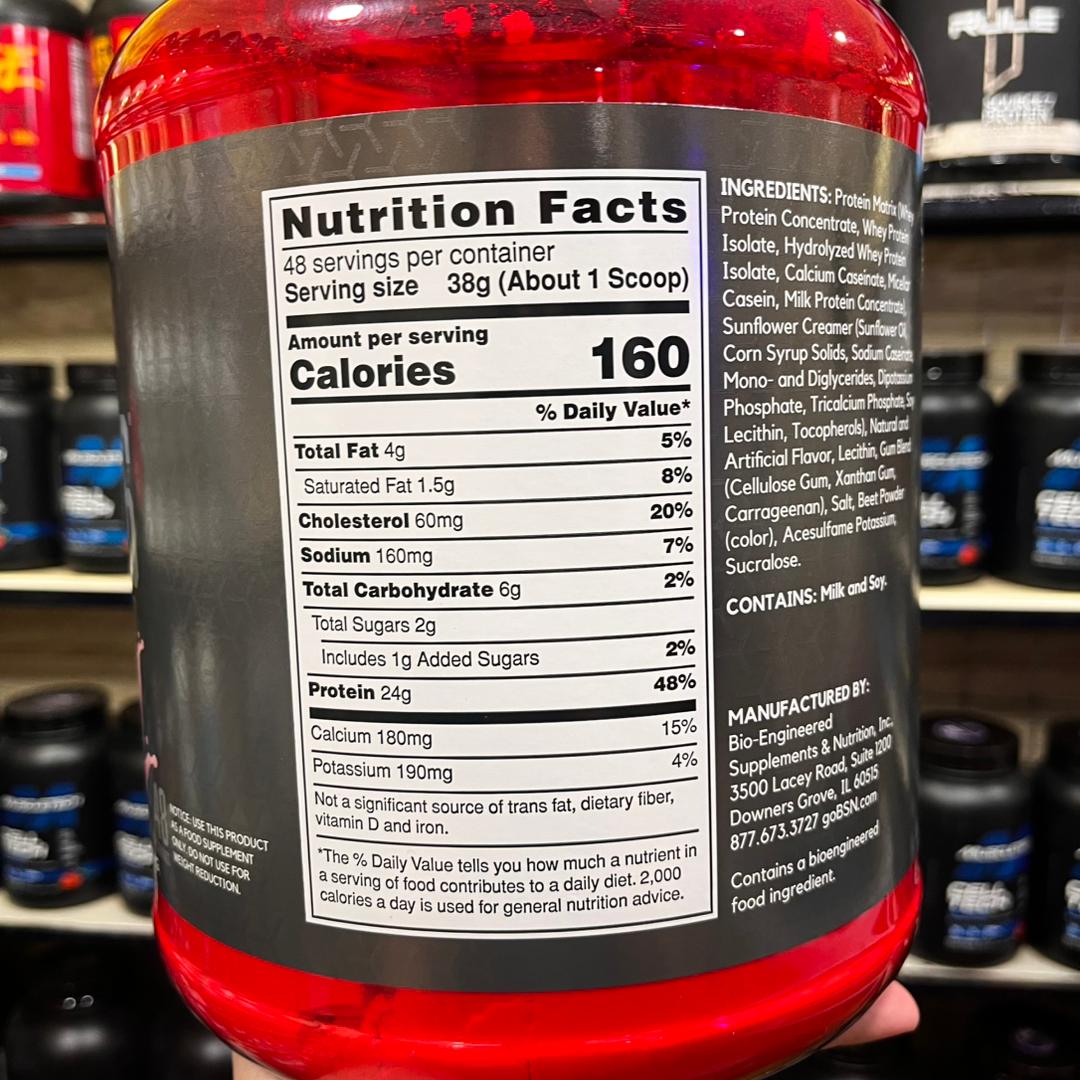 Nutrition Facts
48 servings per container
Serving size 38g (About 1 Scoop)
Amount per serving
Calories 160
% Daily Value*
Total Fat 4g 5%
Saturated Fat 1.5g 8%
Cholesterol 60mg 20%
Sodium 160mg 7%
Total Carbohydrate 6g 2%
Total Sugars 2g
Includes 1g Added Sugars 2%
Protein 24g 48%
Calcium 180mg 15%
Potassium 190mg 4%
Not a significant source of trans fat, dietary fiber,
vitamin D and iron.
*The % Daily Value tells you how much a nutrient in
a serving of food contributes to a daily diet. 2,000
calories a day is used for general nutrition advice.
INGREDIENTS: Protein Matrix (Whey
Protein Concentrate, Whey Protein
Isolate, Hydrolyzed Whey Protein
Isolate, Calcium Caseinate, Micellar
Casein, Milk Protein Concentrate),
Sunflower Creamer (Sunflower Oil,
Corn Syrup Solids, Sodium Caseinate,
Mono- and Diglycerides, Dipotassium
Phosphate, Tricalcium Phosphate, Soy
Lecithin, Tocopherols), Natural and
Artificial Flavor, Lecithin, Gum Blend
(Cellulose Gum, Xanthan Gum,
Carrageenan), Salt, Beet Powder
(color), Acesulfame Potassium,
Sucralose.
CONTAINS: Milk and Soy.
MANUFACTURED BY:
Bio-Engineered
Supplements & Nutrition, Inc.
3500 Lacey Road, Suite 1200
Downers Grove, IL 60515
877.673.3727 goBSN.com
Contains a bioengineered
food ingredient.
NOTICE: USE THIS PRODUCT
AS A FOOD SUPPLEMENT
ONLY. DO NOT USE FOR
WEIGHT REDUCTION.
RULE
CELL
TECH